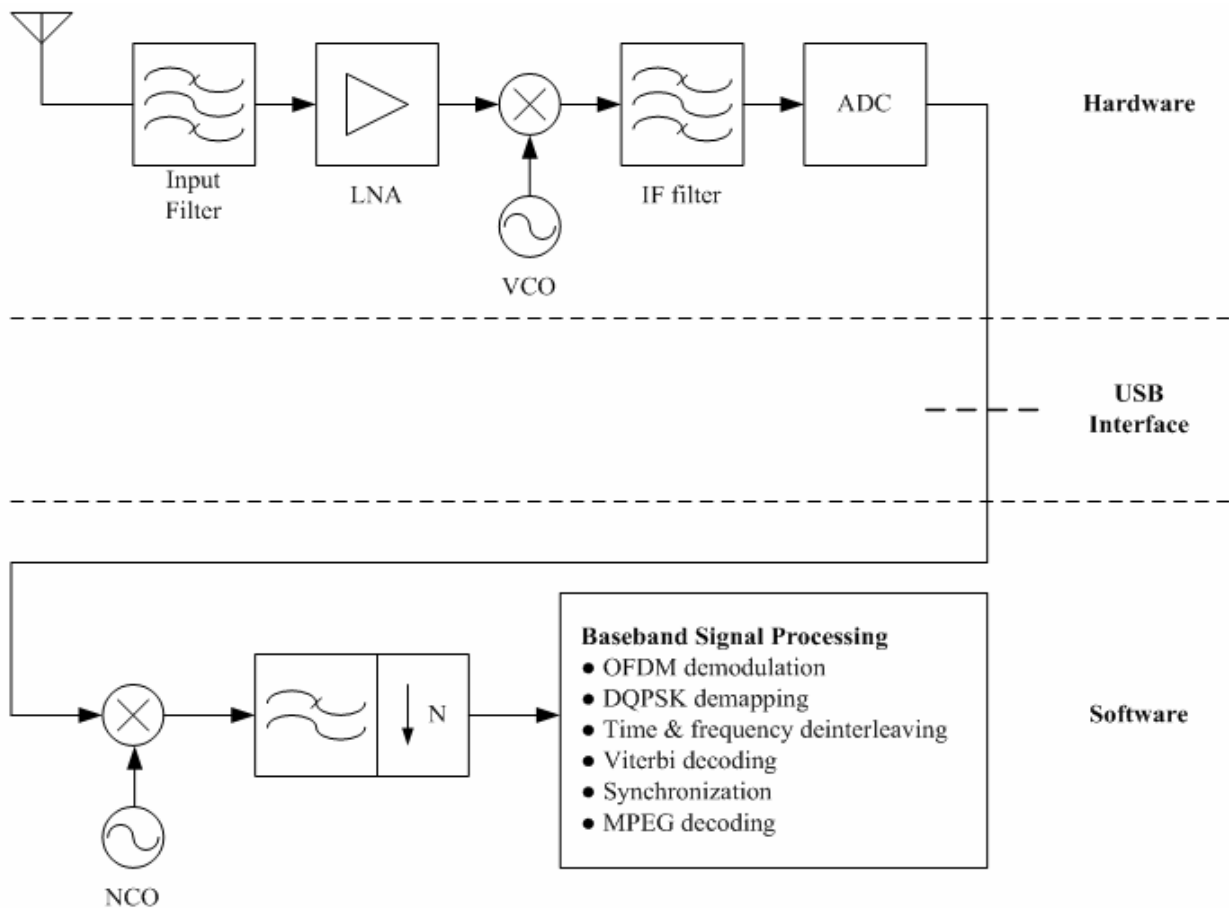 Input
Filter
LNA
VCO
IF filter
ADC
Hardware
USB
Interface
NCO
N
Baseband Signal Processing
● OFDM demodulation
● DQPSK demapping
● Time & frequency deinterleaving
● Viterbi decoding
● Synchronization
● MPEG decoding
Software